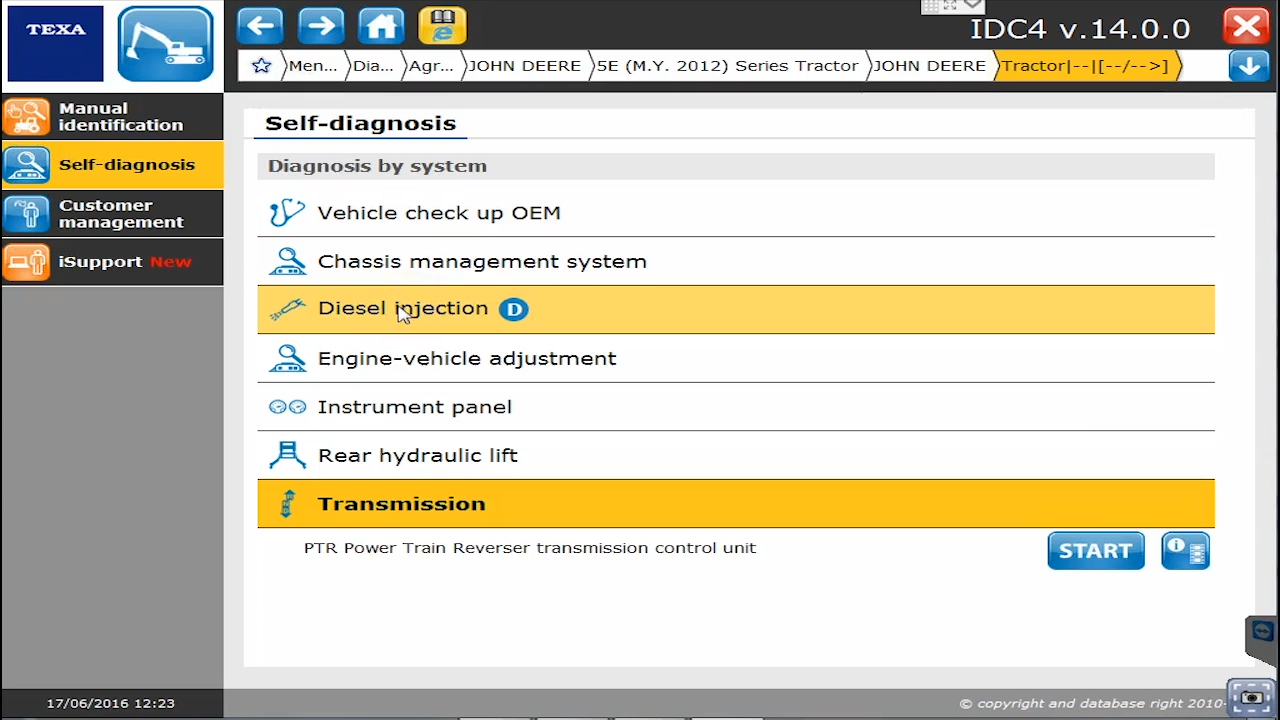 TEXA
IDC4 v.14.0.0
Men...
Dia...
Agr...
JOHN DEERE
5E (M.Y. 2012) Series Tractor
JOHN DEERE
Tractor|--|[--/-->]
Manual
identification
Self-diagnosis
Customer
management
iSupport New
Self-diagnosis
Diagnosis by system
Vehicle check up OEM
Chassis management system
Diesel injection D
Engine-vehicle adjustment
Instrument panel
Rear hydraulic lift
Transmission
PTR Power Train Reverser transmission control unit
START
17/06/2016 12:23
© copyright and database right 2010-